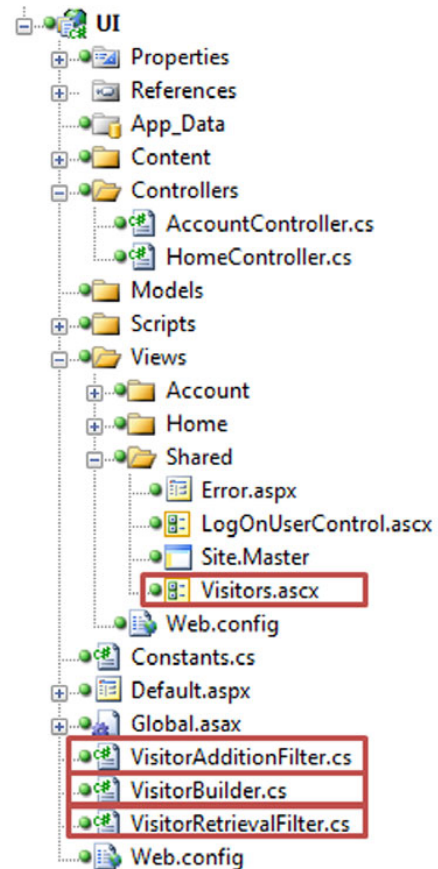 UI
Properties
References
App_Data
Content
Controllers
AccountController.cs
HomeController.cs
Models
Scripts
Views
Account
Home
Shared
Error.aspx
LogOnUserControl.ascx
Site.Master
Visitors.ascx
Web.config
Constants.cs
Default.aspx
Global.asax
VisitorAdditionFilter.cs
VisitorBuilder.cs
VisitorRetrievalFilter.cs
Web.config